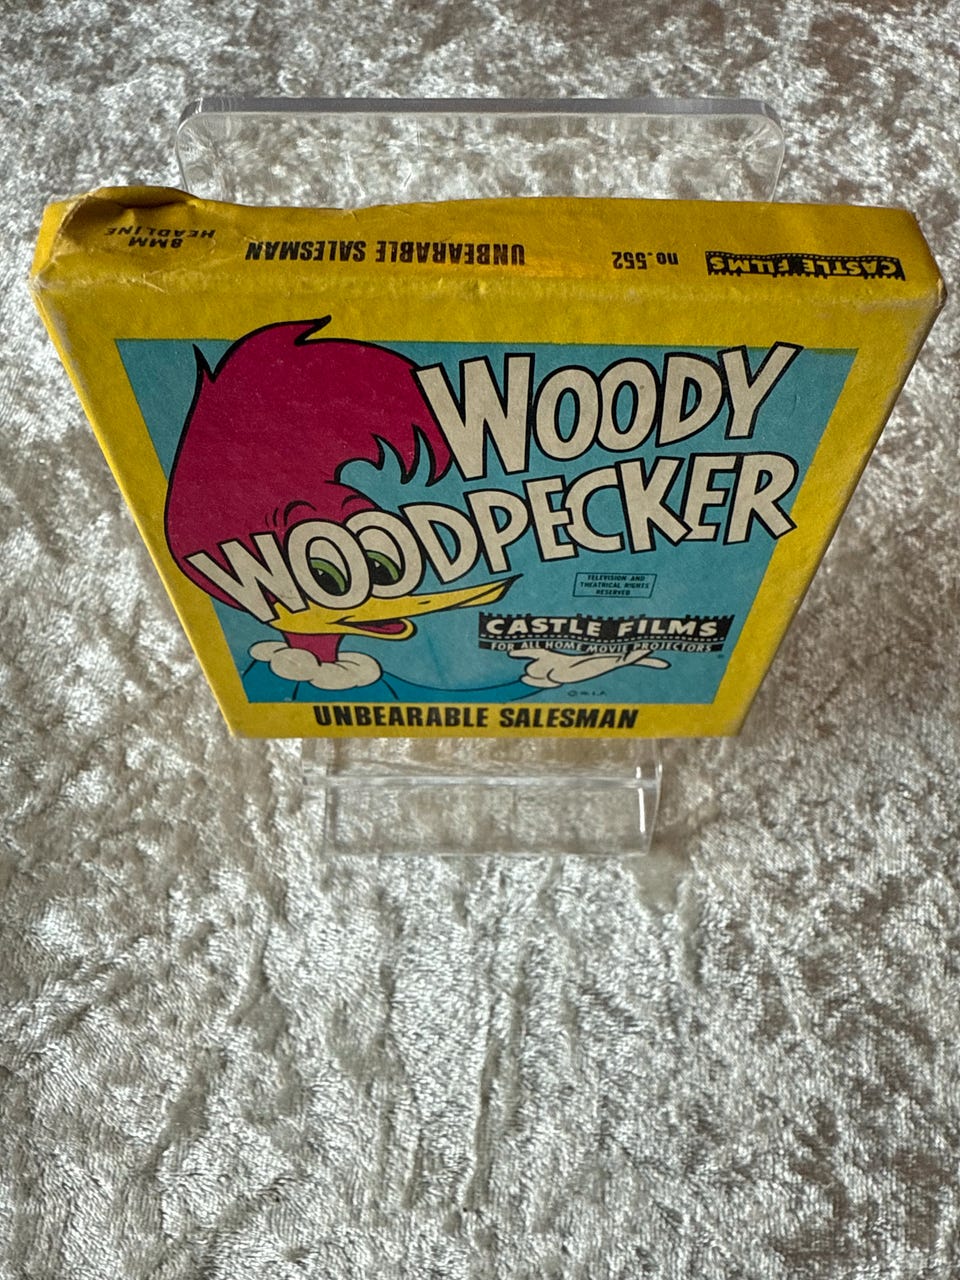 8MM
HEADLINE
UNBEARABLE SALESMAN
no. 552
CASTLE FILMS
WOODY
WOODPECKER
TELEVISION AND
THEATRICAL RIGHTS
RESERVED
CASTLE FILMS
FOR ALL HOME MOVIE PROJECTORS
UNBEARABLE SALESMAN